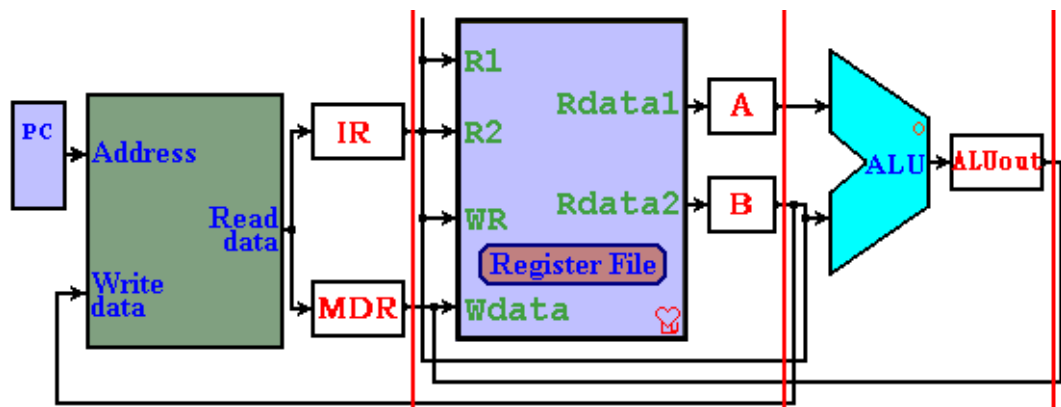 PC
Address
Read
data
Write
data
IR
MDR
R1
R2
WR
Wdata
Rdata1
Rdata2
Register File
A
B
ALU
ALUout